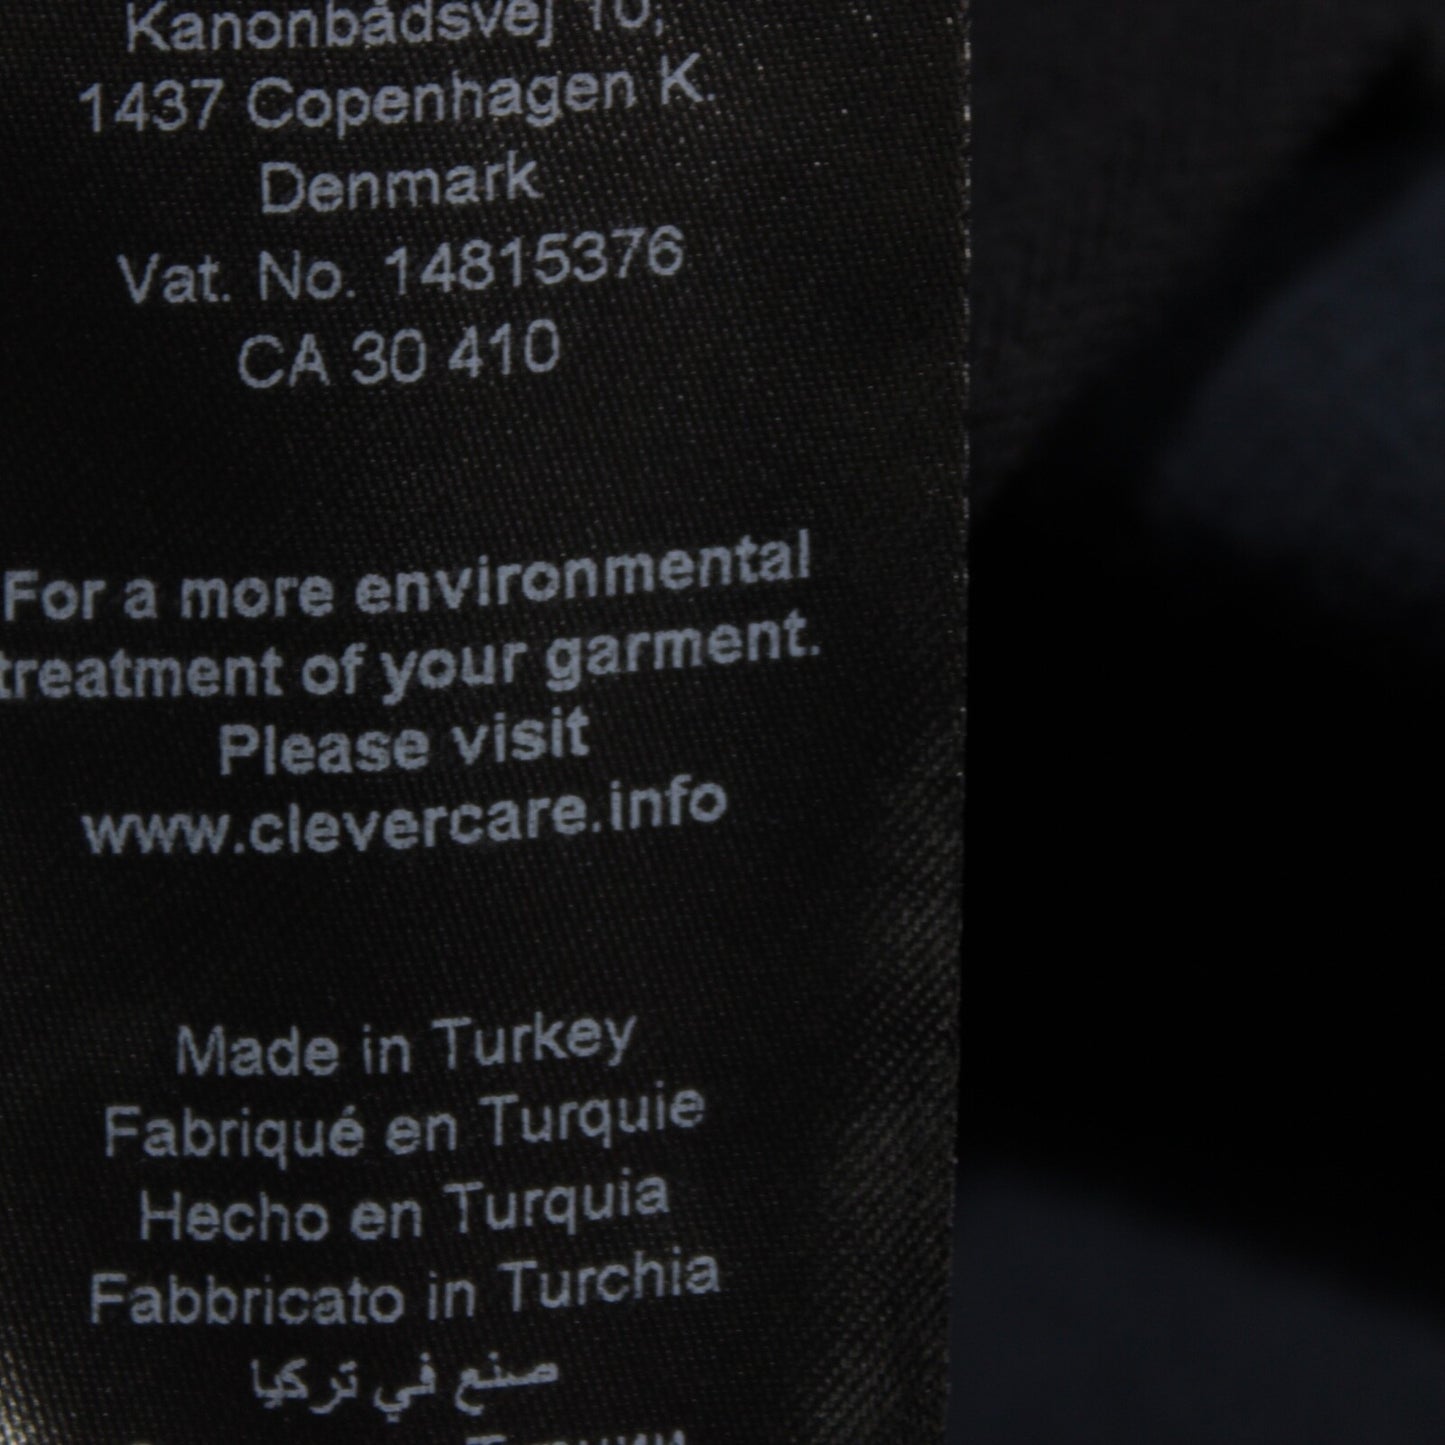 Kanonbådsvej 10,
1437 Copenhagen K.
Denmark
Vat. No. 14815376
CA 30 410
For a more environmental
treatment of your garment.
Please visit
www.clevercare.info
Made in Turkey
Fabriqué en Turquie
Hecho en Turquia
Fabbricato in Turchia
صنع في تركيا